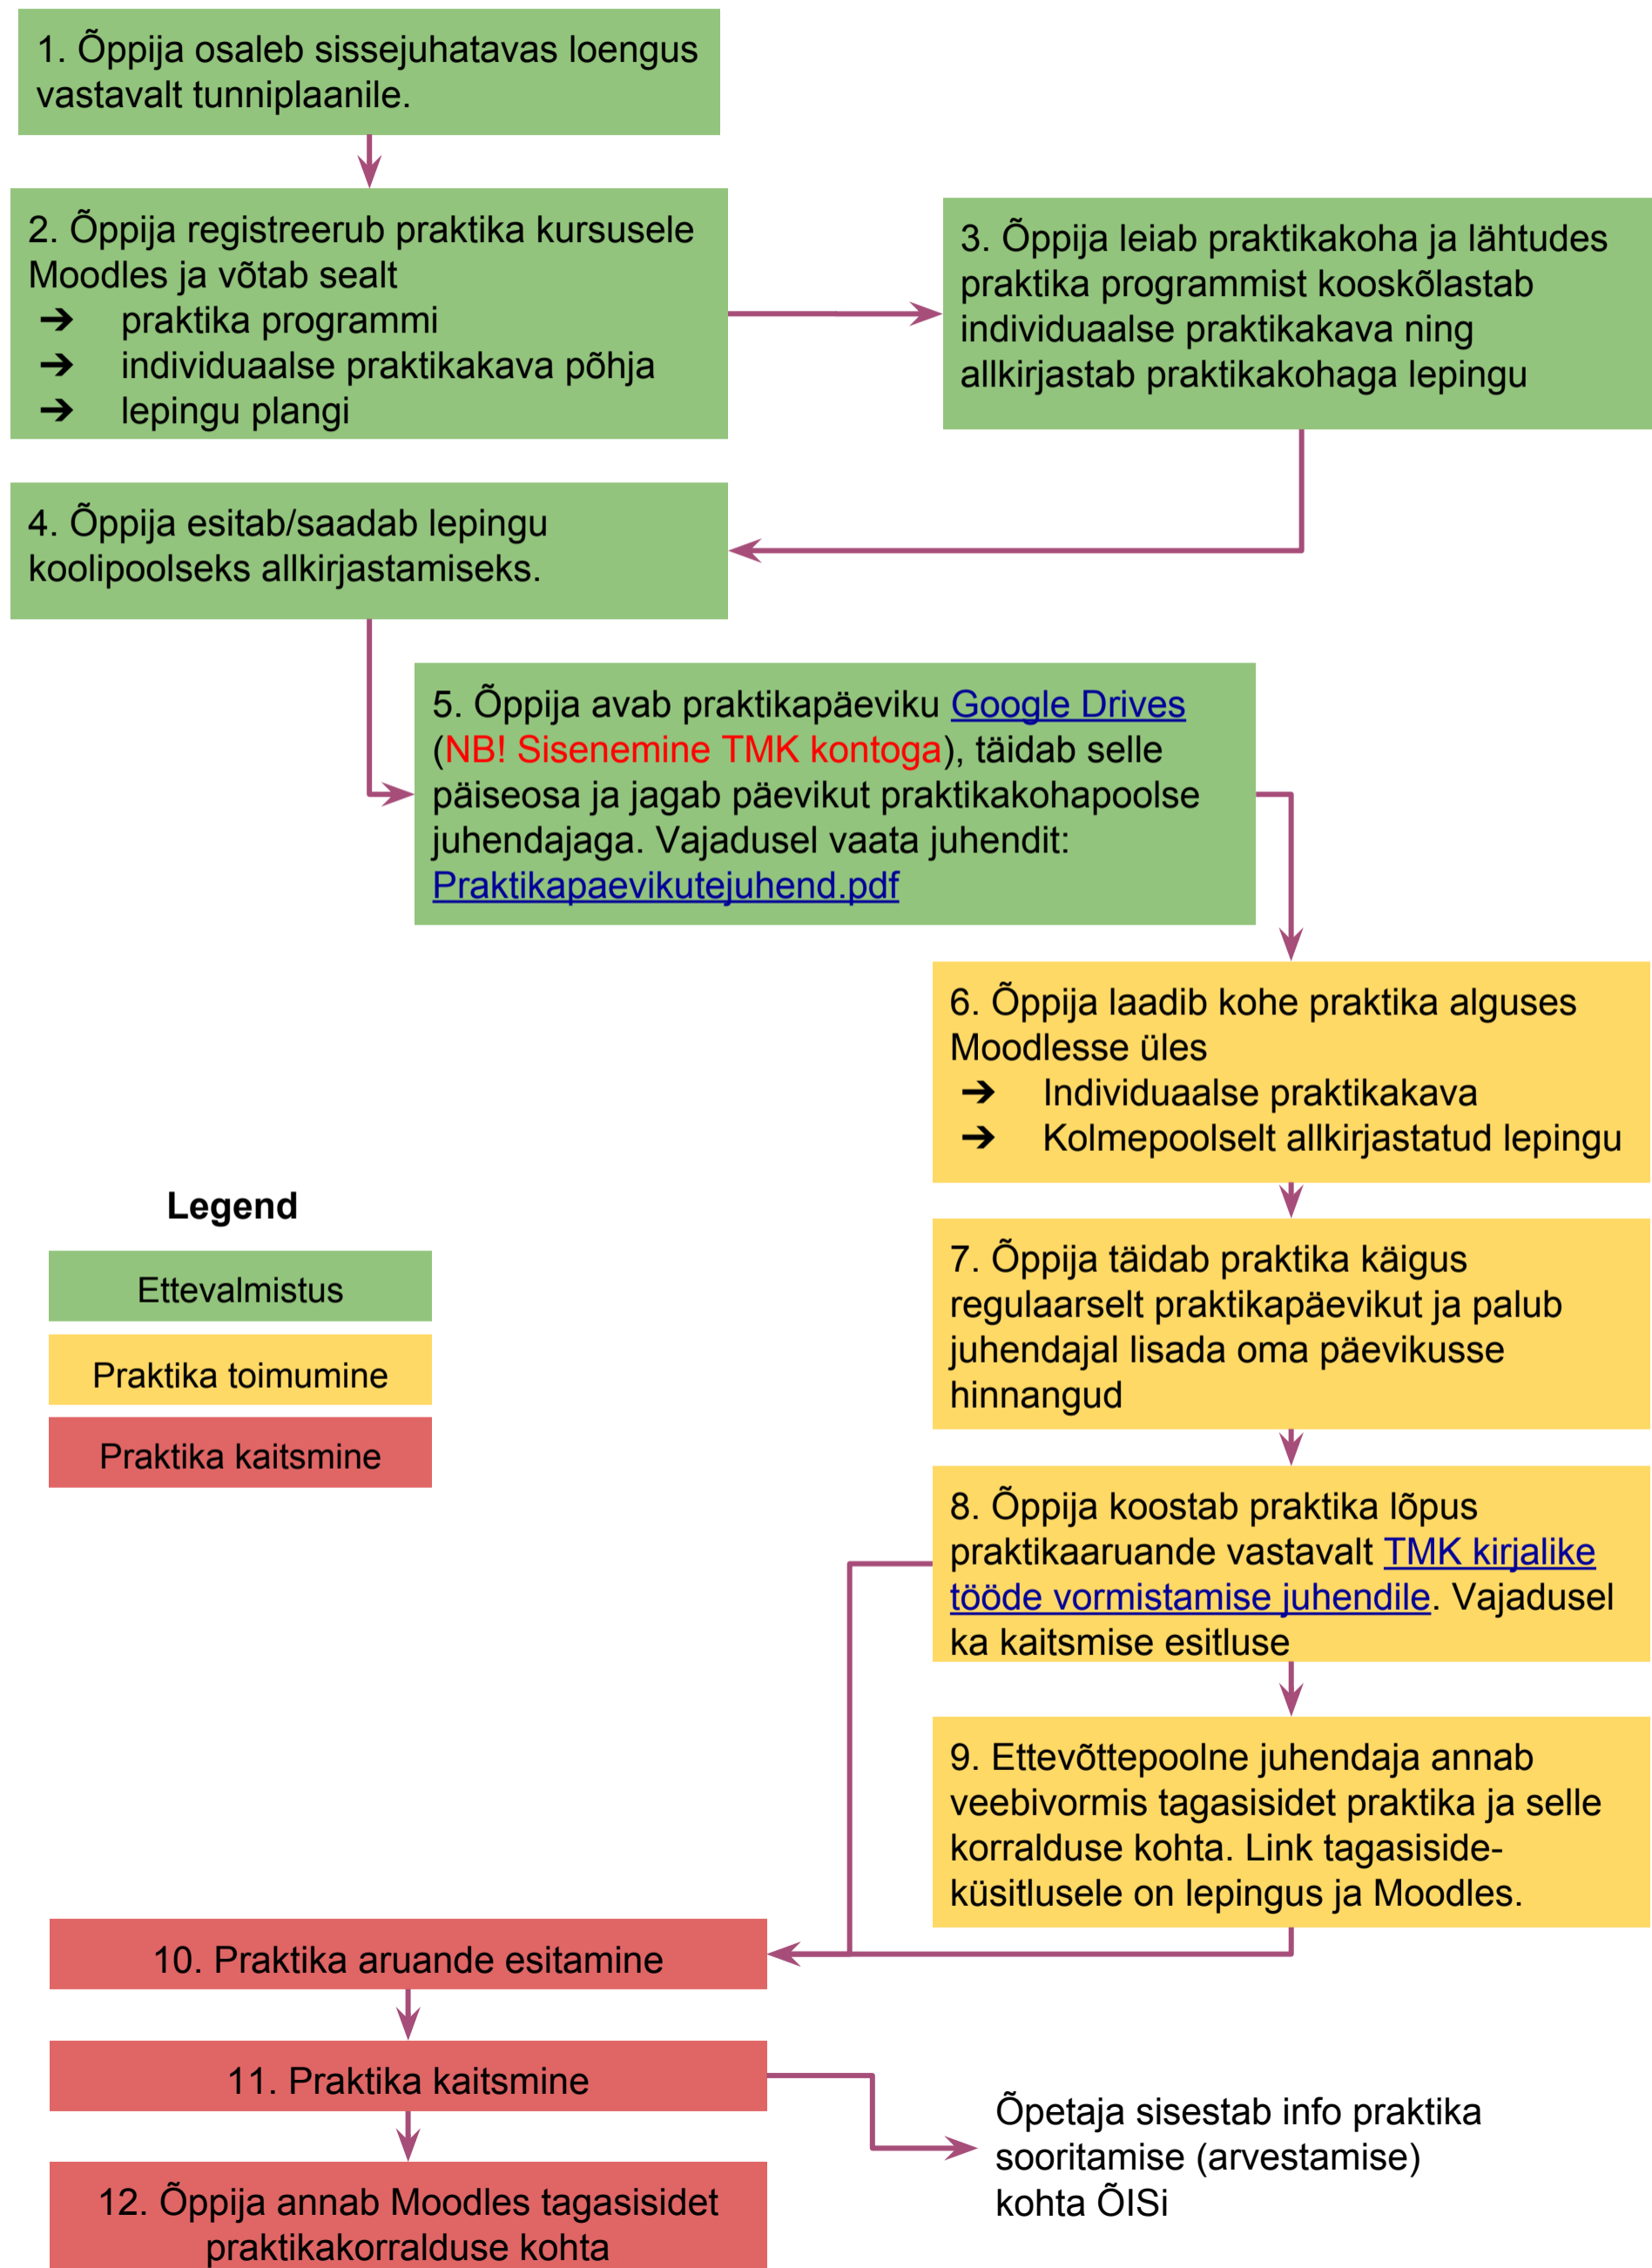 1. Õppija osaleb sissejuhatavas loengus
vastavalt tunniplaanile.
2. Õppija registreerub praktika kursusele
Moodles ja võtab sealt
➔ praktika programmi
➔ individuaalse praktikakava põhja
➔ lepingu plangi
3. Õppija leiab praktikakoha ja lähtudes
praktika programmist kooskõlastab
individuaalse praktikakava ning
allkirjastab praktikakohaga lepingu
4. Õppija esitab/saadab lepingu
koolipoolseks allkirjastamiseks.
5. Õppija avab praktikapäeviku Google Drives
(NB! Sisenemine TMK kontoga), täidab selle
päiseosa ja jagab päevikut praktikakohapoolse
juhendajaga. Vajadusel vaata juhendit:
Praktikapaevikutejuhend.pdf
6. Õppija laadib kohe praktika alguses
Moodlesse üles
➔ Individuaalse praktikakava
➔ Kolmepoolselt allkirjastatud lepingu
Legend
Ettevalmistus
Praktika toimumine
Praktika kaitsmine
7. Õppija täidab praktika käigus
regulaarselt praktikapäevikut ja palub
juhendajal lisada oma päevikusse
hinnangud
8. Õppija koostab praktika lõpus
praktikaaruande vastavalt TMK kirjalike
tööde vormistamise juhendile. Vajadusel
ka kaitsmise esitluse
9. Ettevõttepoolne juhendaja annab
veebivormis tagasisidet praktika ja selle
korralduse kohta. Link tagasiside-
küsitlusele on lepingus ja Moodles.
10. Praktika aruande esitamine
11. Praktika kaitsmine
Õpetaja sisestab info praktika
sooritamise (arvestamise)
kohta ÕISi
12. Õppija annab Moodles tagasisidet
praktikakorralduse kohta